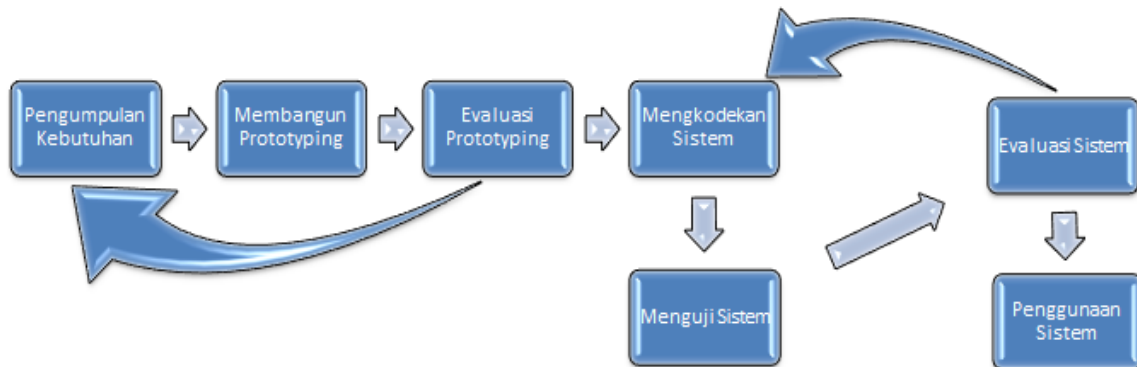 Pengumpulan
Kebutuhan
Membangun
Prototyping
Evaluasi
Prototyping
Mengkodekan
Sistem
Menguji Sistem
Evaluasi Sistem
Penggunaan
Sistem